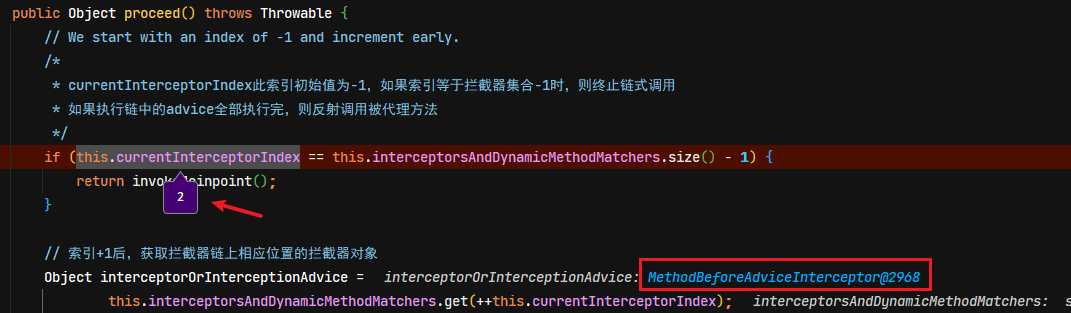 public Object proceed() throws Throwable {
// We start with an index of -1 and increment early.
/*
* currentInterceptorIndex此索引初始值为-1，如果索引等于拦截器集合-1时，则终止链式调用
* 如果执行链中的advice全部执行完，则反射调用被代理方法
*/
if (this.currentInterceptorIndex == this.interceptorsAndDynamicMethodMatchers.size() - 1) {
return invo einpoint();
2
}
// 索引+1后，获取拦截器链上相应位置的拦截器对象
Object interceptorOrInterceptionAdvice = interceptorOrInterceptionAdvice: MethodBeforeAdviceInterceptor@2968
this.interceptorsAndDynamicMethodMatchers.get(++this.currentInterceptorIndex); interceptorsAndDynamicMethodMatchers: s